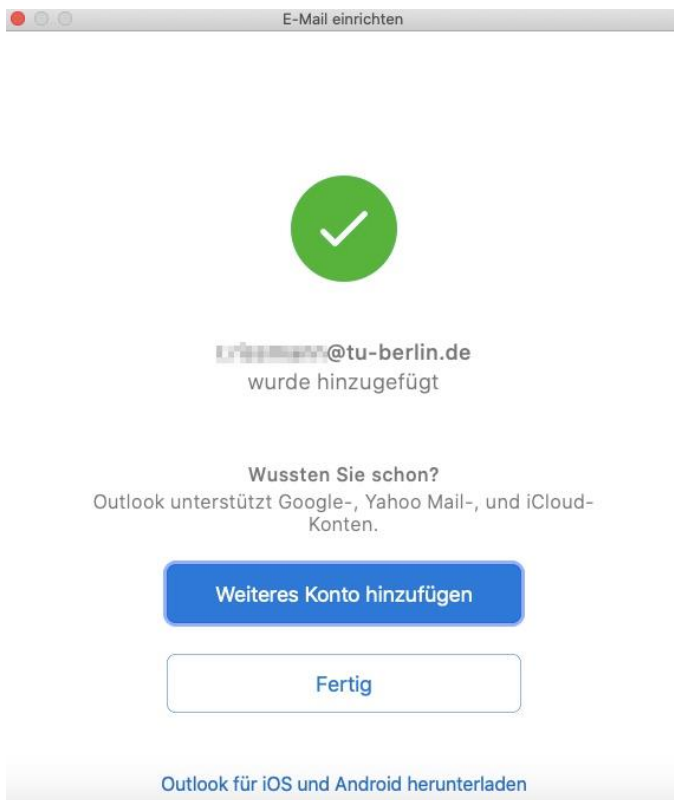 E-Mail einrichten
@tu-berlin.de
wurde hinzugefügt
Wussten Sie schon?
Outlook unterstützt Google-, Yahoo Mail-, und iCloud-
Konten.
Weiteres Konto hinzufügen
Fertig
Outlook für iOS und Android herunterladen